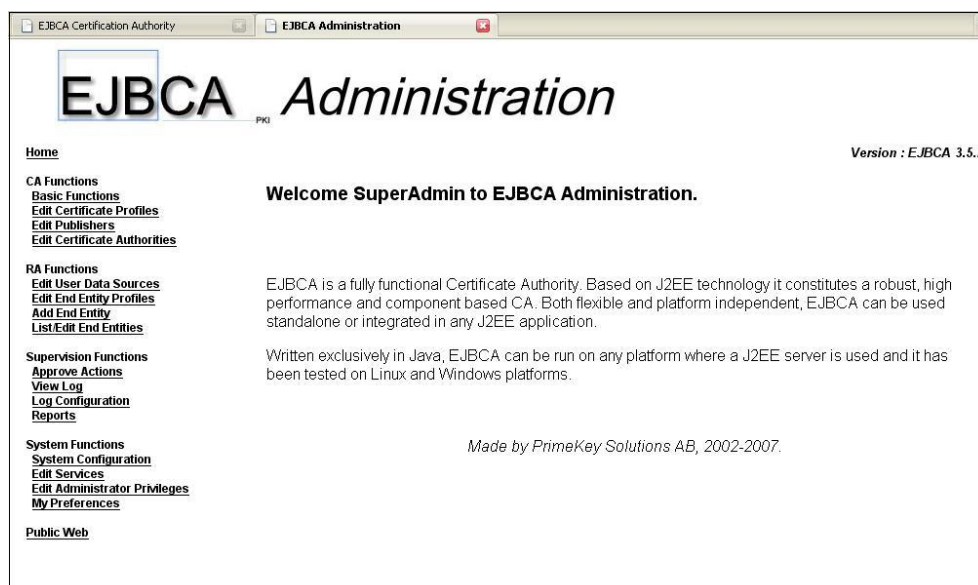 EJBCA Certification Authority
EJBCA Administration
EJBCA PKI Administration
Home
Version : EJBCA 3.5.
CA Functions
Basic Functions
Edit Certificate Profiles
Edit Publishers
Edit Certificate Authorities
RA Functions
Edit User Data Sources
Edit End Entity Profiles
Add End Entity
List/Edit End Entities
Supervision Functions
Approve Actions
View Log
Log Configuration
Reports
System Functions
System Configuration
Edit Services
Edit Administrator Privileges
My Preferences
Public Web
Welcome SuperAdmin to EJBCA Administration.
EJBCA is a fully functional Certificate Authority. Based on J2EE technology it constitutes a robust, high
performance and component based CA. Both flexible and platform independent, EJBCA can be used
standalone or integrated in any J2EE application.
Written exclusively in Java, EJBCA can be run on any platform where a J2EE server is used and it has
been tested on Linux and Windows platforms.
Made by PrimeKey Solutions AB, 2002-2007.